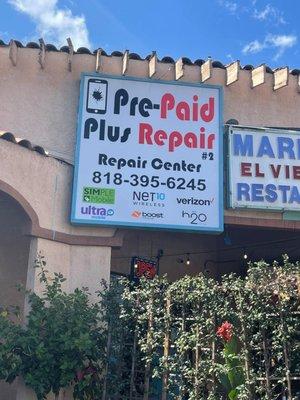 Pre-Paid
Plus Repair
#2
Repair Center
818-395-6245
SIMPLE
Mobile
NET10
WIRELESS
verizon
ultra
boost
h2o
MARI
EL VIE
RESTA